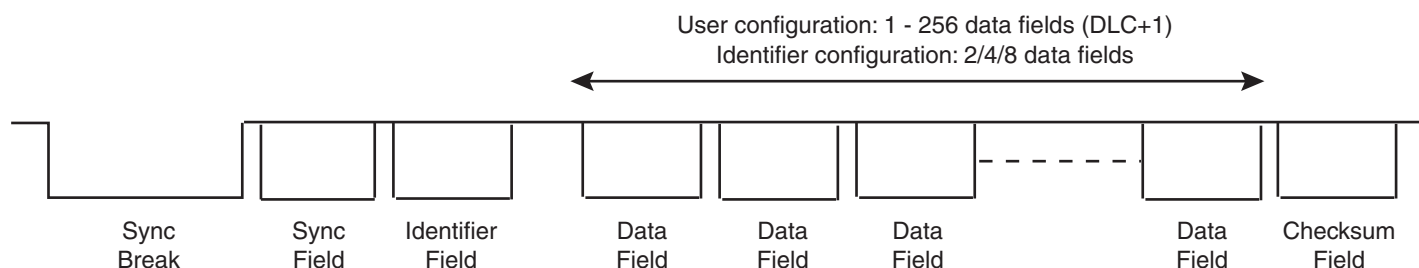 User configuration: 1 - 256 data fields (DLC+1)
Identifier configuration: 2/4/8 data fields
Sync Break
Sync Field
Identifier Field
Data Field
Data Field
Data Field
Data Field
Checksum Field